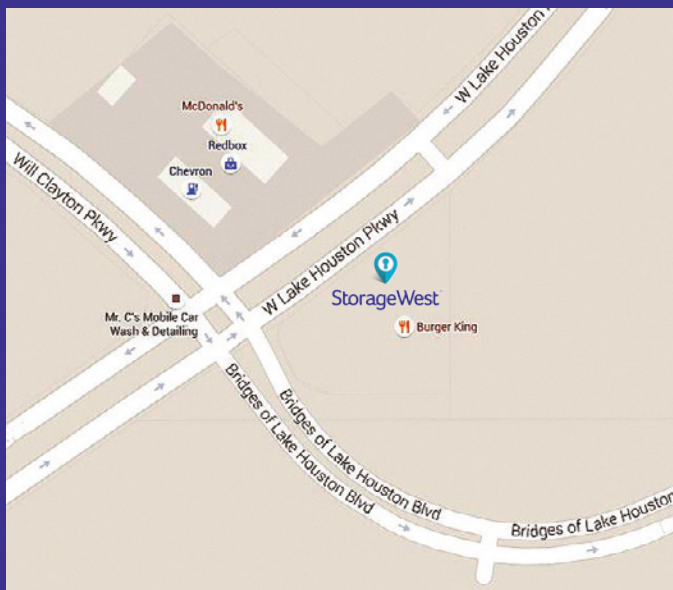 W Lake Houston
McDonald's
Redbox
Chevron
Will Clayton Pkwy
W Lake Houston Pkwy
StorageWest
Mr. C's Mobile Car
Wash & Detailing
Burger King
Bridges of Lake Houston Blvd
Bridges of Lake Houston Blvd
Bridges of Lake Houston